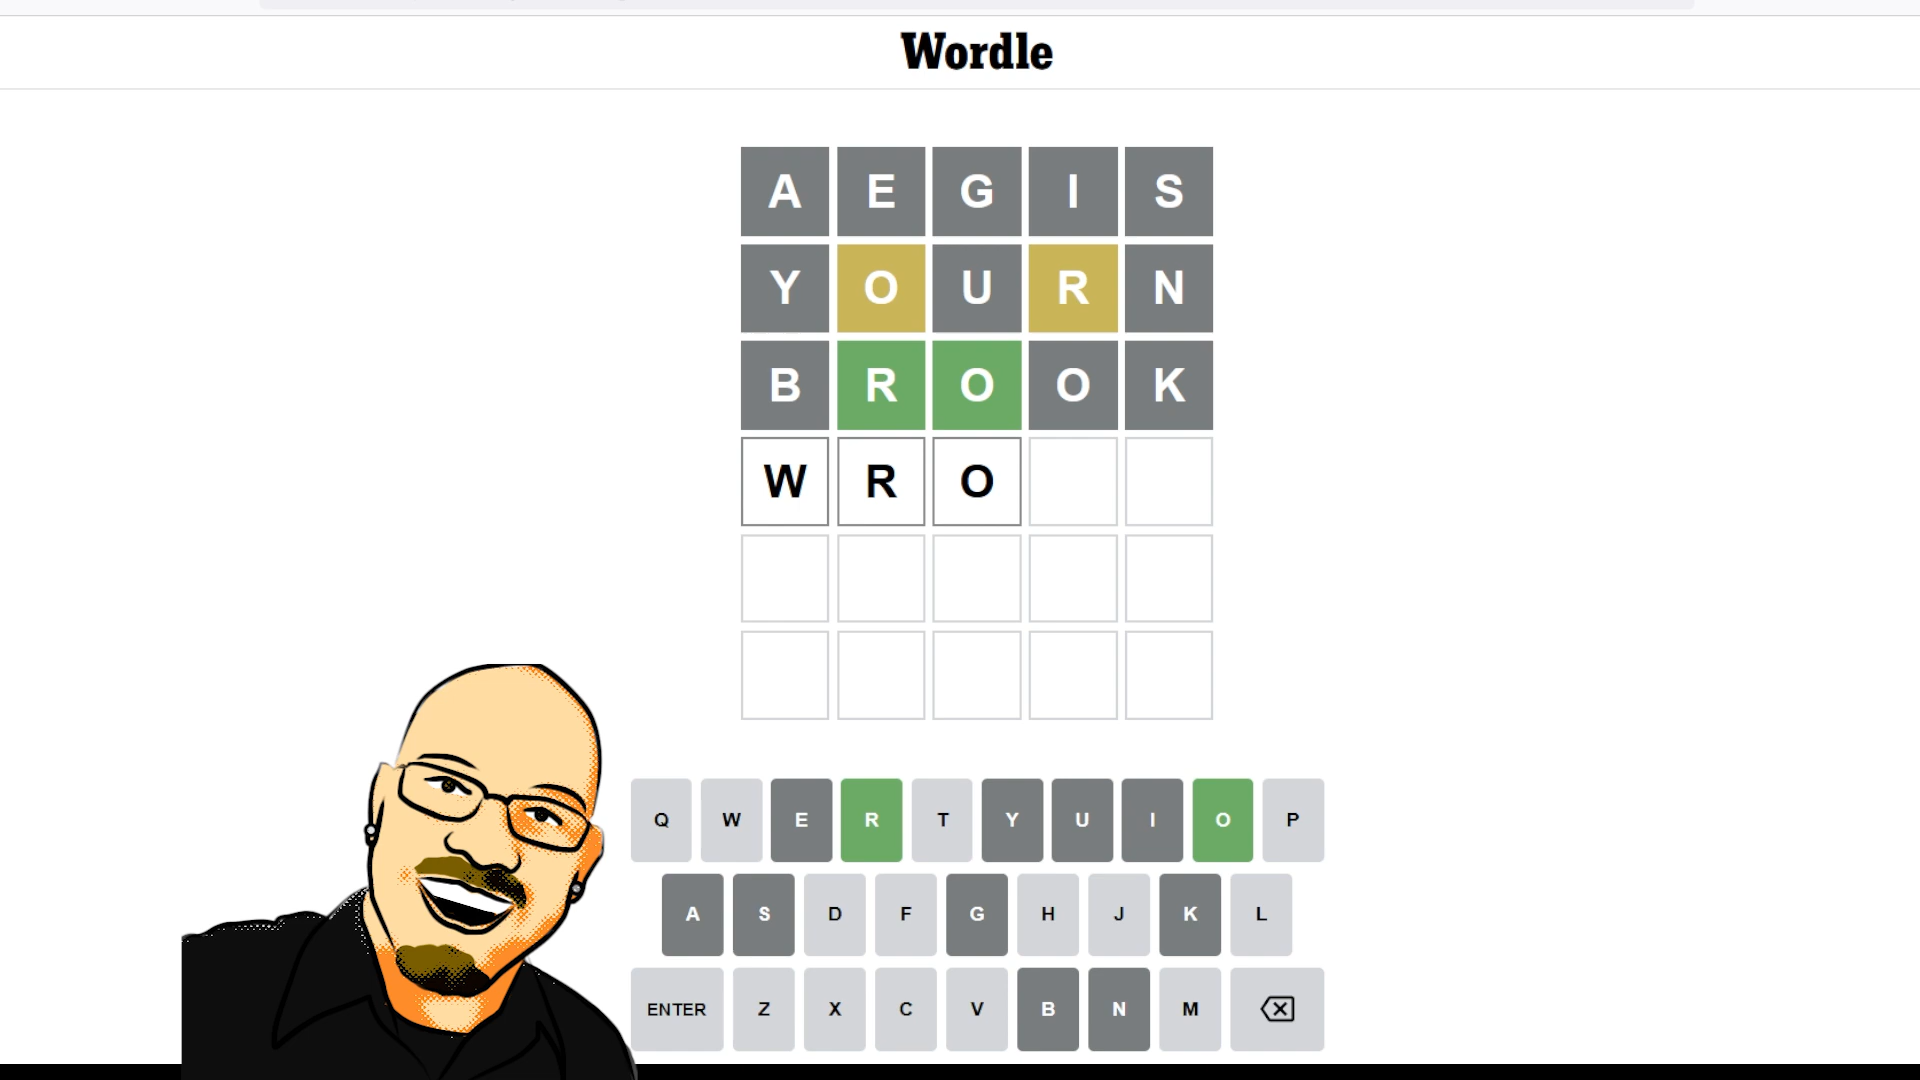 Wordle
A E G I S
Y O U R N
B R O O K
W R O
Q W E R T Y U I O P
A S D F G H J K L
ENTER Z X C V B N M